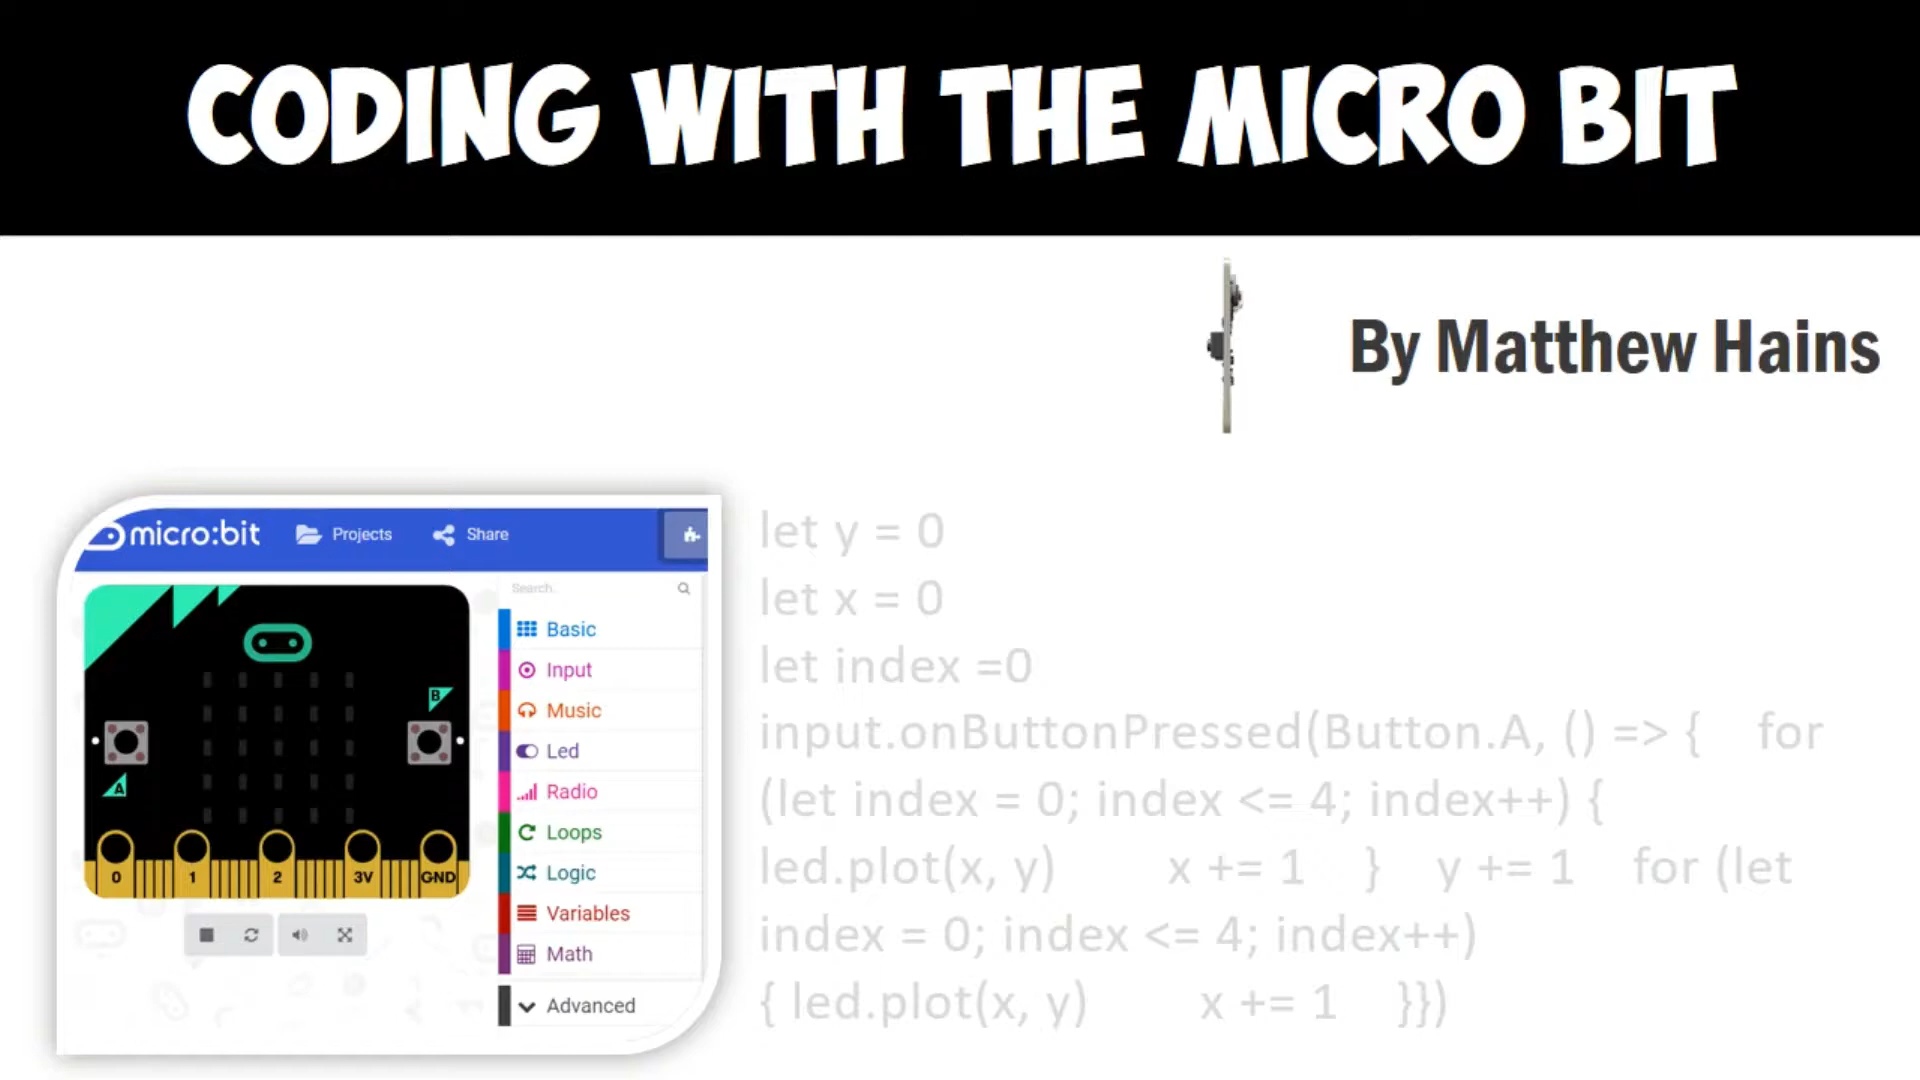 CODING WITH THE MICRO BIT
By Matthew Hains
micro:bit
Projects
Share
Search...
Basic
Input
Music
Led
Radio
Loops
Logic
Variables
Math
Advanced
B
A
0 1 2 3V GND
let y = 0
let x = 0
let index =0
input.onButtonPressed(Button.A, () => { for
(let index = 0; index <= 4; index++) {
led.plot(x, y) x += 1 } y += 1 for (let
index = 0; index <= 4; index++)
{ led.plot(x, y) x += 1 }})